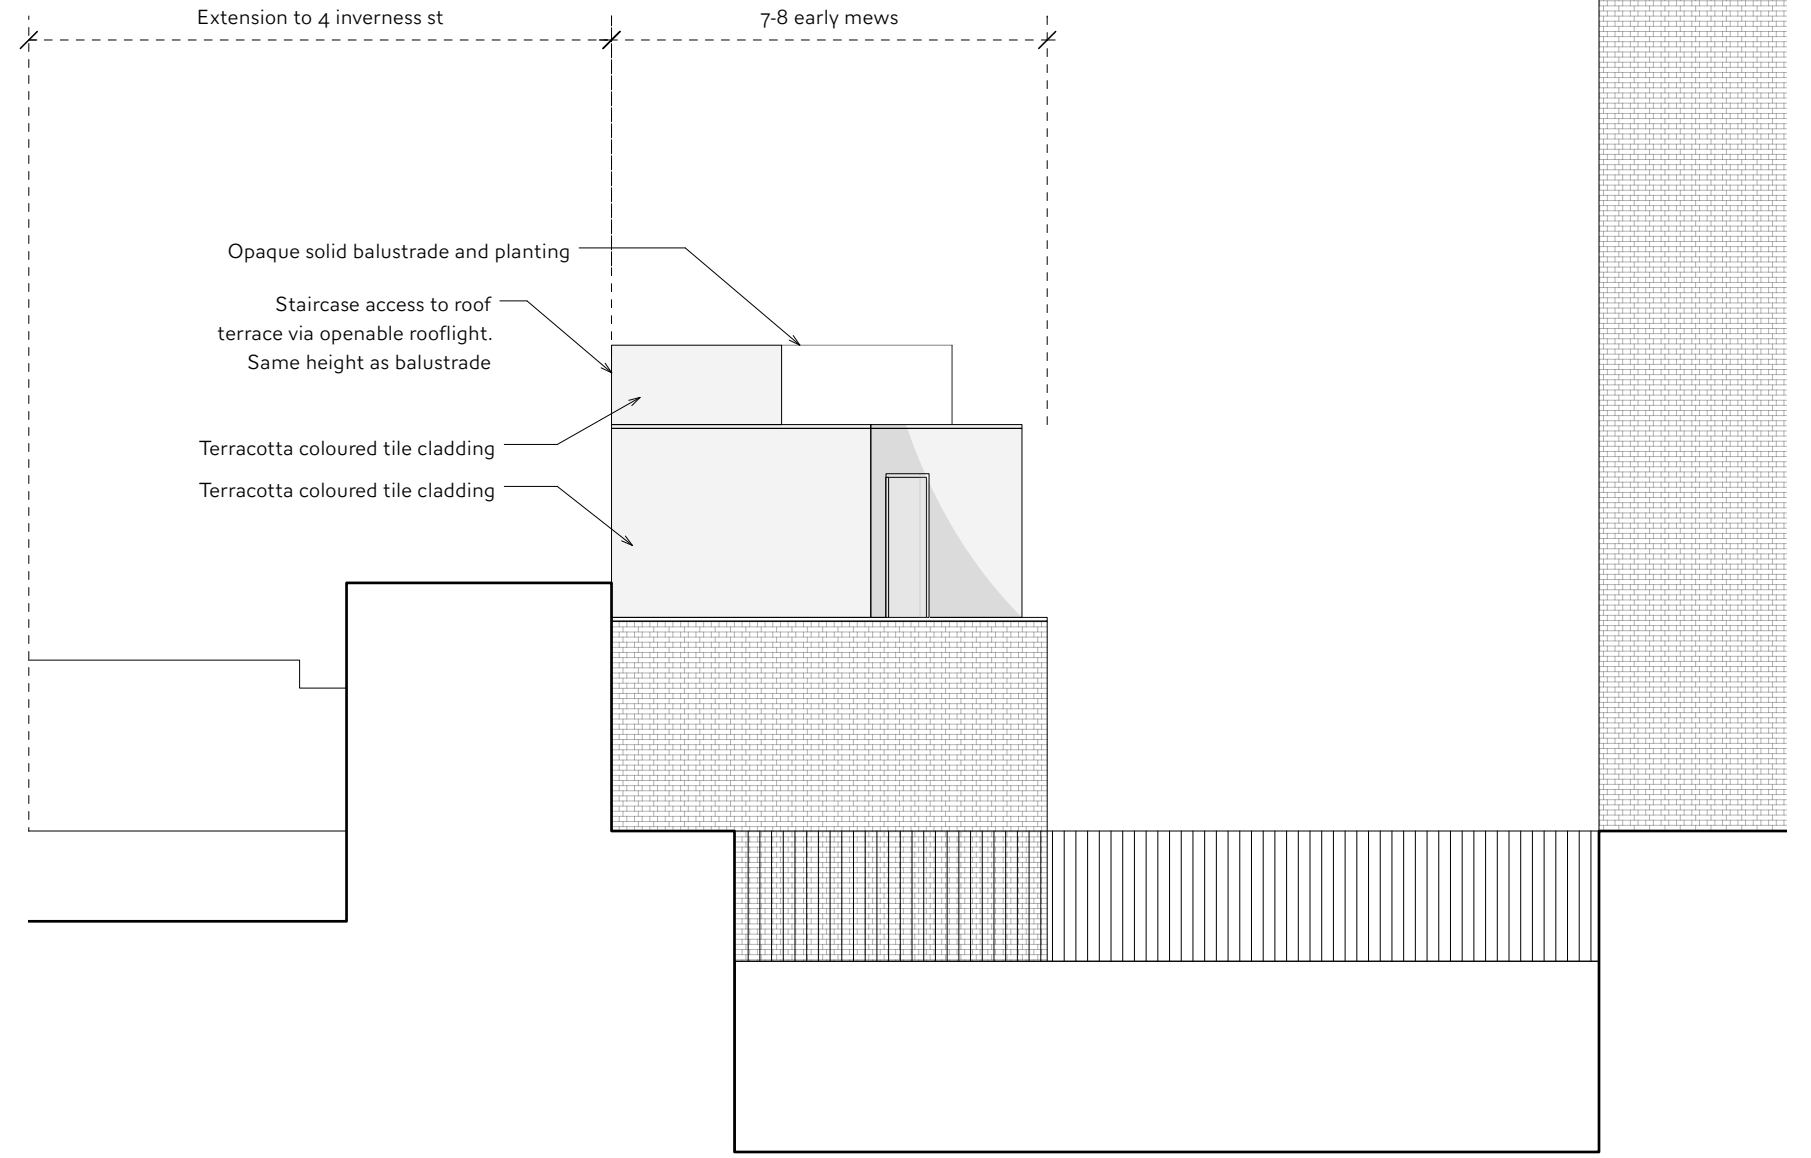 Extension to 4 inverness st
7-8 early mews
Opaque solid balustrade and planting
Staircase access to roof
terrace via openable rooflight.
Same height as balustrade
Terracotta coloured tile cladding
Terracotta coloured tile cladding